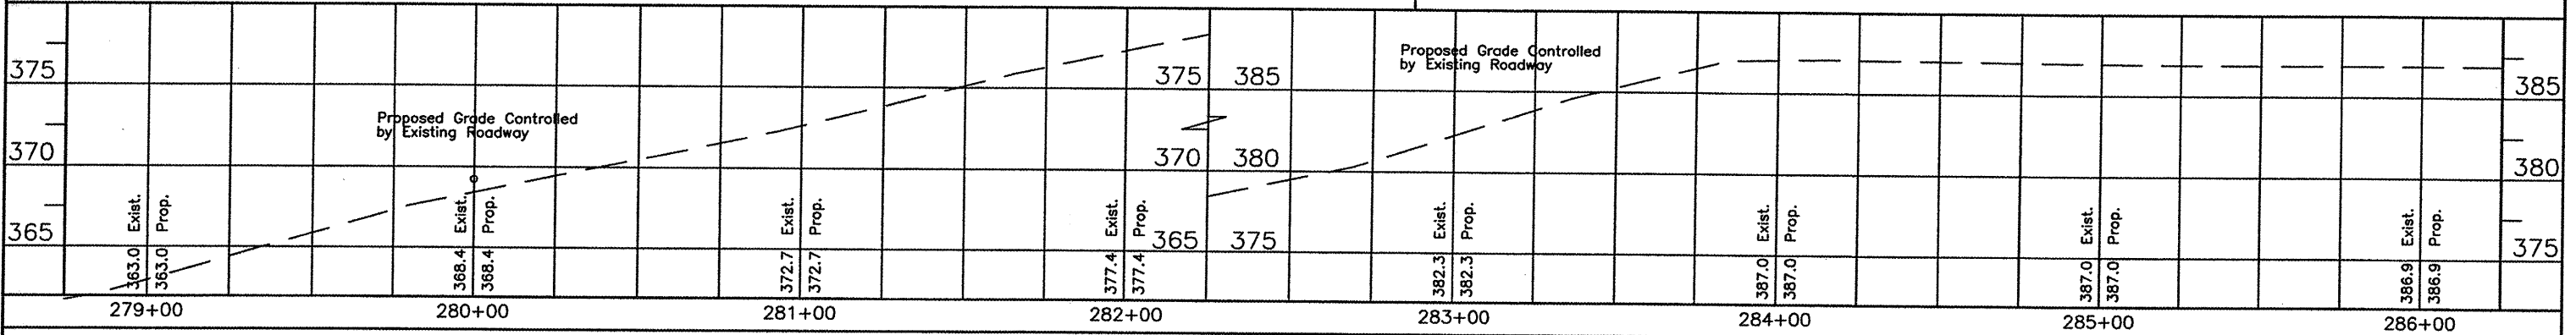 Proposed Grade Controlled
by Existing Roadway
Proposed Grade Controlled
by Existing Roadway
375
375
385
385
370
370
380
380
365
365
375
375
363.0 Exist.
363.0 Prop.
368.4 Exist.
368.4 Prop.
372.7 Exist.
372.7 Prop.
377.4 Exist.
377.4 Prop.
382.3 Exist.
382.3 Prop.
387.0 Exist.
387.0 Prop.
387.0 Exist.
387.0 Prop.
386.9 Exist.
386.9 Prop.
279+00
280+00
281+00
282+00
283+00
284+00
285+00
286+00